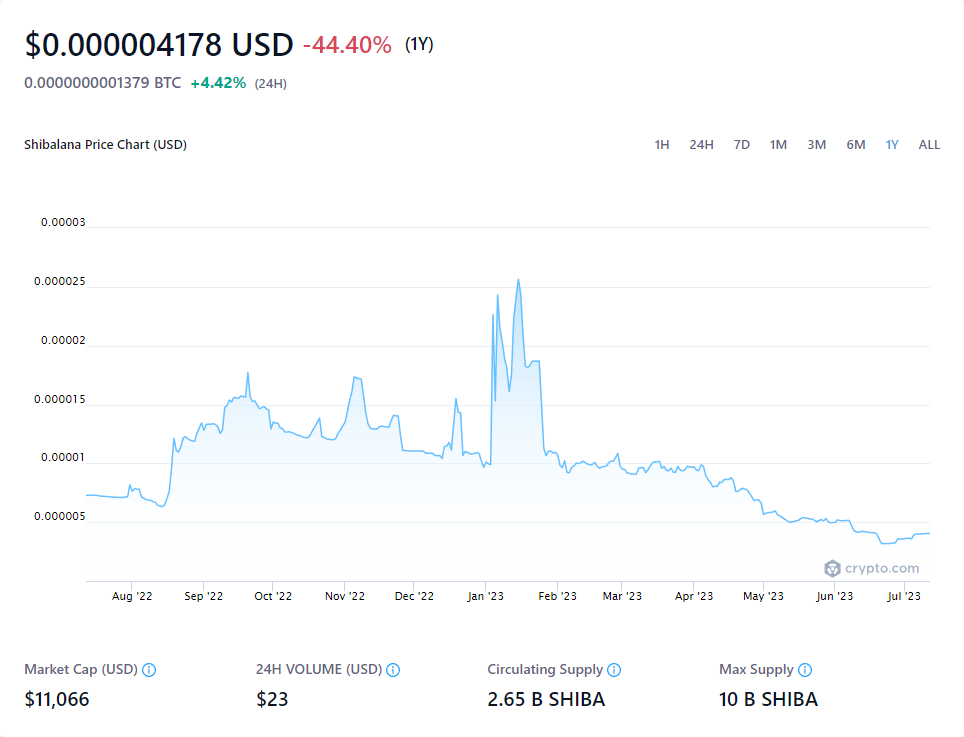 $0.000004178 USD -44.40% (1Y)
0.0000000001379 BTC +4.42% (24H)
Shibalana Price Chart (USD) 1H 24H 7D 1M 3M 6M 1Y ALL
0.00003
0.000025
0.00002
0.000015
0.00001
0.000005
crypto.com
Aug '22 Sep '22 Oct '22 Nov '22 Dec '22 Jan '23 Feb '23 Mar '23 Apr '23 May '23 Jun '23 Jul '23
Market Cap (USD) 24H VOLUME (USD) Circulating Supply Max Supply
$11,066 $23 2.65 B SHIBA 10 B SHIBA